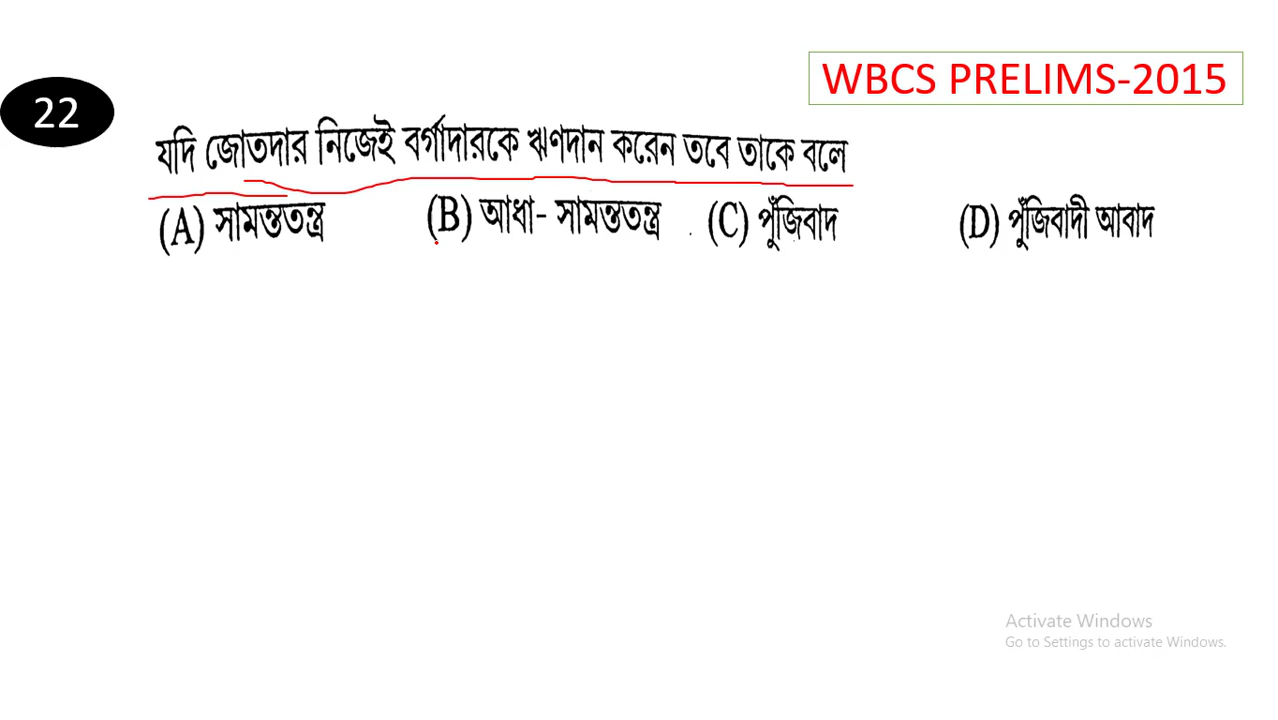 WBCS PRELIMS-2015
22
যদি জোতদার নিজেই বর্গাদারকে ঋণদান করেন তবে তাকে বলে
(A) সামন্ততন্ত্র (B) আধা- সামন্ততন্ত্র (C) পুঁজিবাদ (D) পুঁজিবাদী আবাদ
Activate Windows
Go to Settings to activate Windows.